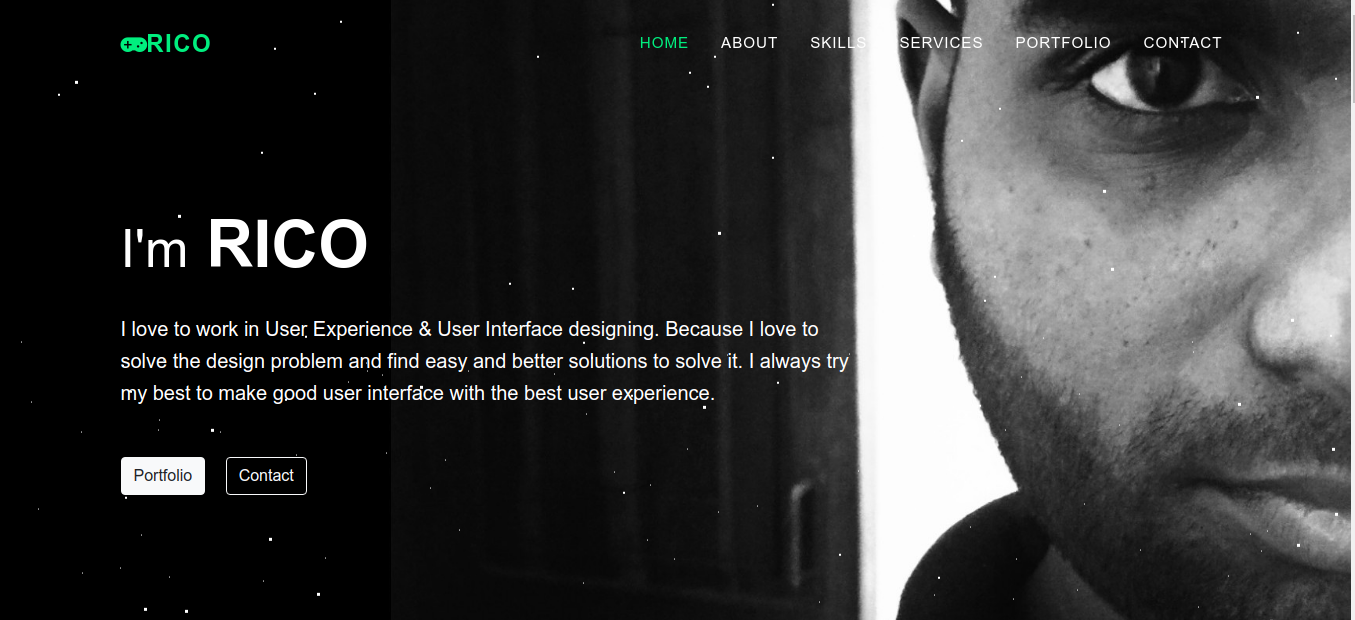 RICO
HOME ABOUT SKILLS SERVICES PORTFOLIO CONTACT
I'm RICO
I love to work in User Experience & User Interface designing. Because I love to
solve the design problem and find easy and better solutions to solve it. I always try
my best to make good user interface with the best user experience.
Portfolio Contact